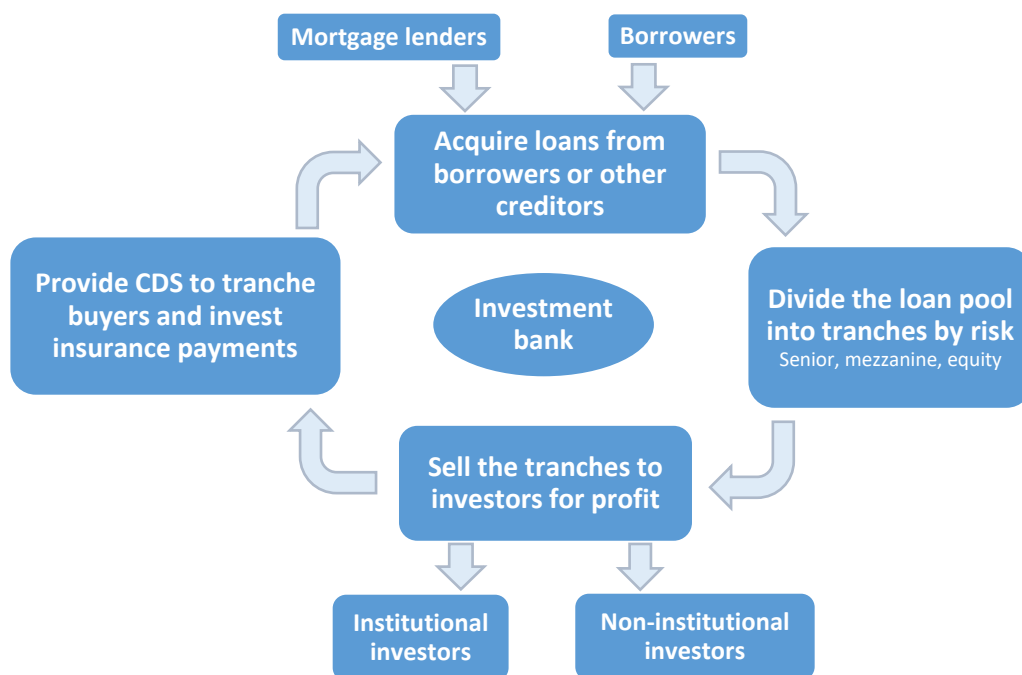 Mortgage lenders
Borrowers
Acquire loans from
borrowers or other
creditors
Provide CDS to tranche
buyers and invest
insurance payments
Investment
bank
Divide the loan pool
into tranches by risk
Senior, mezzanine, equity
Sell the tranches to
investors for profit
Institutional
investors
Non-institutional
investors